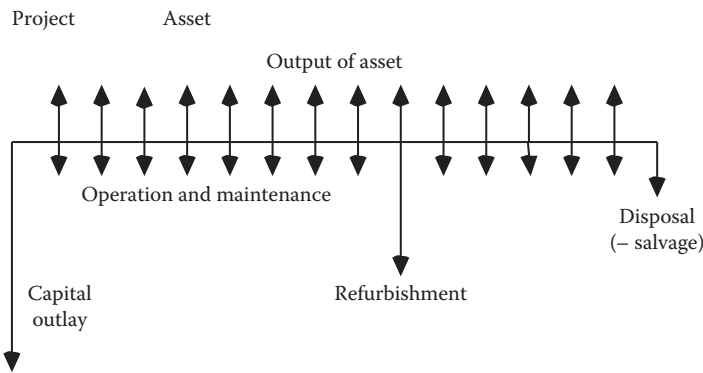 Project Asset
Output of asset
Operation and maintenance
Disposal
(– salvage)
Capital
outlay
Refurbishment